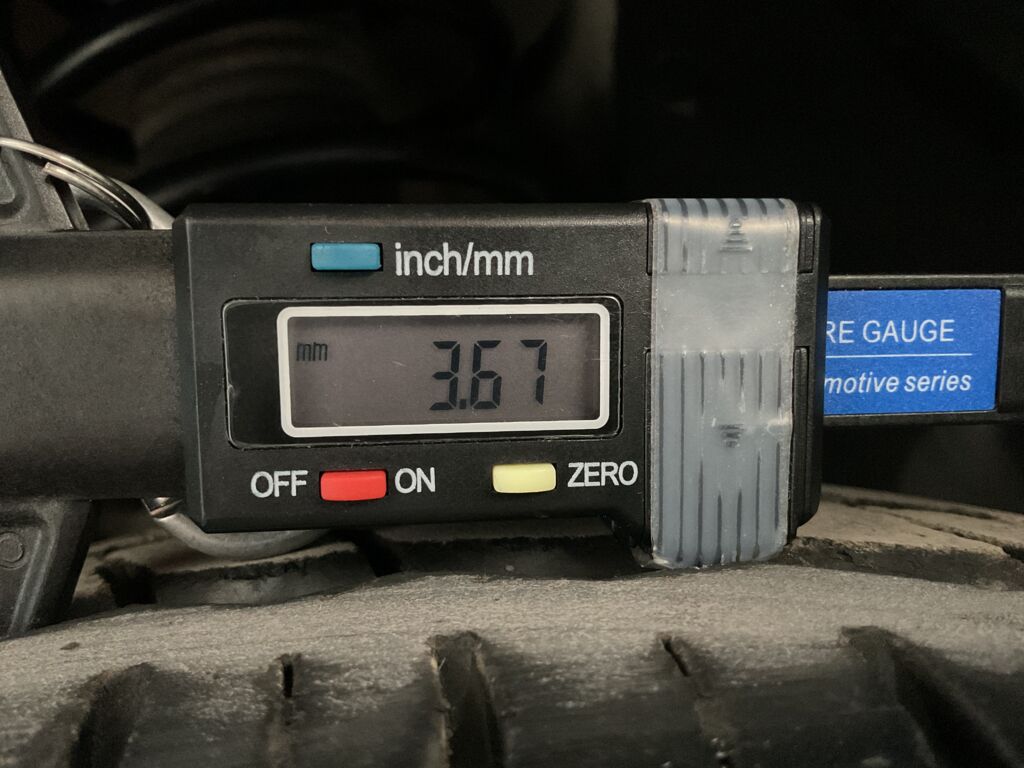 inch/mm
mm 3.67
OFF ON ZERO
RE GAUGE
motive series